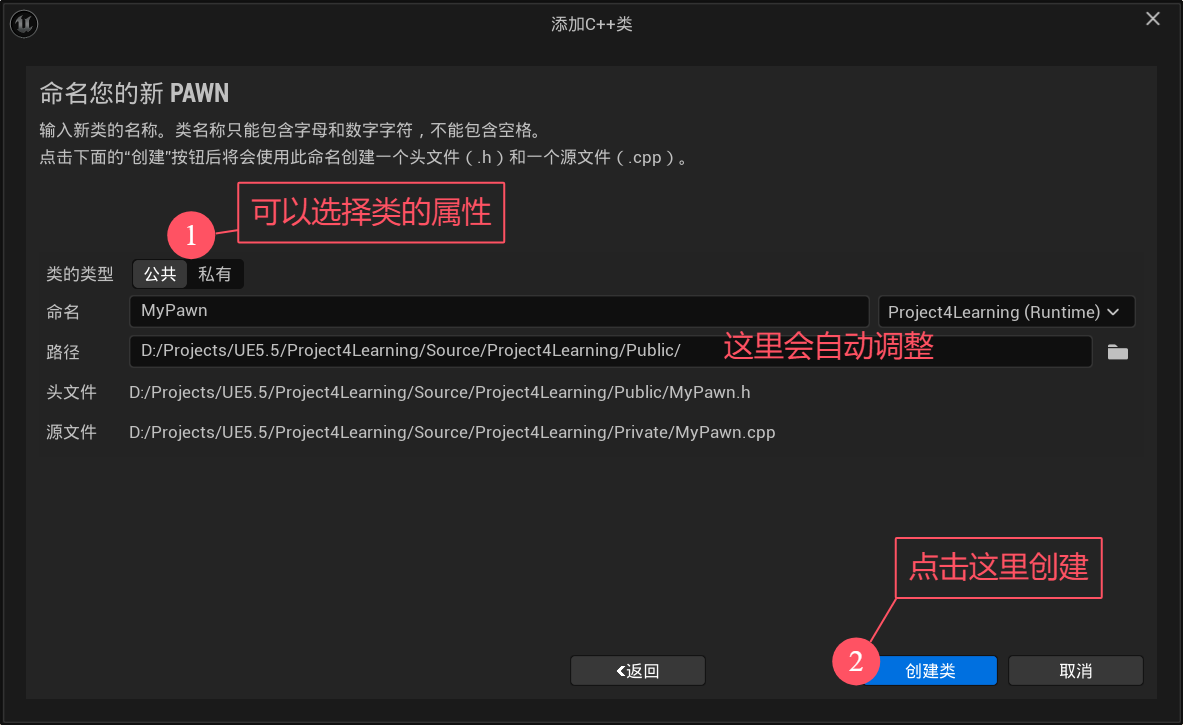 添加C++类
命名您的新 PAWN
输入新类的名称。类名称只能包含字母和数字字符，不能包含空格。
点击下面的“创建”按钮后将会使用此命名创建一个头文件（.h）和一个源文件（.cpp）。
可以选择类的属性
1
类的类型 公共 私有
命名 MyPawn Project4Learning (Runtime)
路径 D:/Projects/UE5.5/Project4Learning/Source/Project4Learning/Public/ 这里会自动调整
头文件 D:/Projects/UE5.5/Project4Learning/Source/Project4Learning/Public/MyPawn.h
源文件 D:/Projects/UE5.5/Project4Learning/Source/Project4Learning/Private/MyPawn.cpp
点击这里创建
2
<返回 创建类 取消